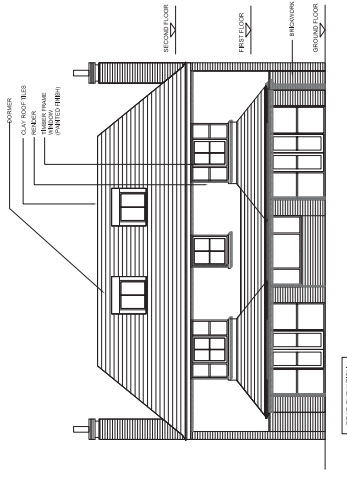 DORMER
CLAY ROOF TILES
RENDER
TIMBER FRAME
WINDOW
(PAINTED FINISH)
SECOND FLOOR
FIRST FLOOR
BRICKWORK
GROUND FLOOR